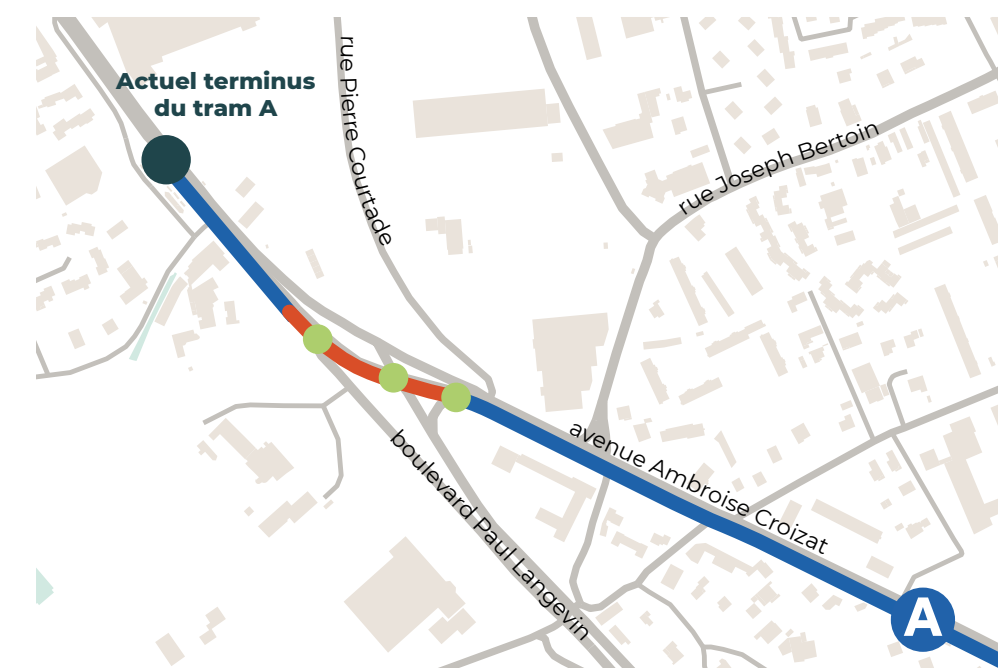 Actuel terminus
du tram A
rue Pierre Courtade
rue Joseph Bertoin
avenue Ambroise Croizat
boulevard Paul Langevin
A